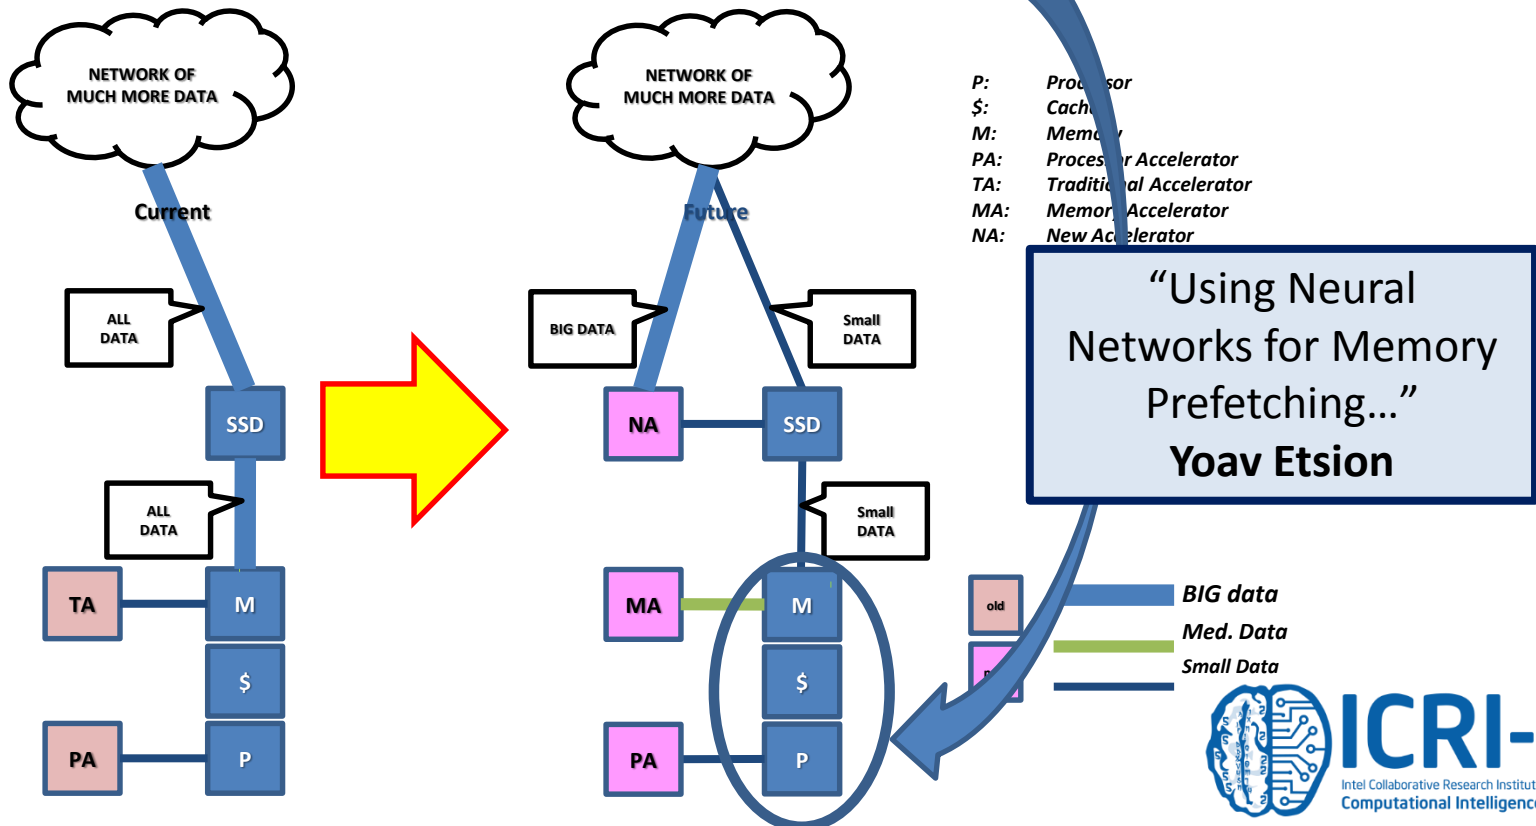 NETWORK OF
MUCH MORE DATA
Current
ALL
DATA
SSD
ALL
DATA
TA
M
$
PA
P
NETWORK OF
MUCH MORE DATA
Future
BIG DATA
Small
DATA
NA
SSD
Small
DATA
MA
M
$
PA
P
P:
$:
M:
PA: Accelerator
TA: Accelerator
MA: Accelerator
NA: New
“Using Neural
Networks for Memory
Prefetching…”
Yoav Etsion
old
BIG data
Med. Data
Small Data
ICRI-
Intel Collaborative Research
Computational